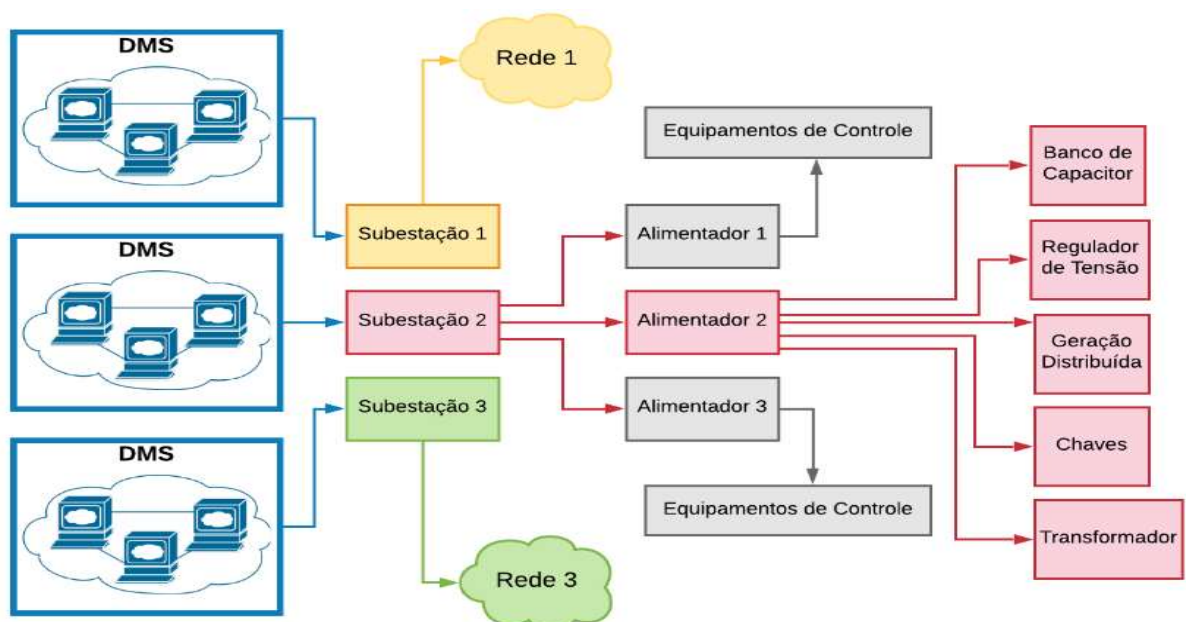 DMS
Rede 1
Equipamentos de Controle
Banco de
Capacitor
Subestação 1
Alimentador 1
Regulador
de Tensão
DMS
Subestação 2
Alimentador 2
Geração
Distribuída
Subestação 3
Alimentador 3
Chaves
DMS
Equipamentos de Controle
Transformador
Rede 3